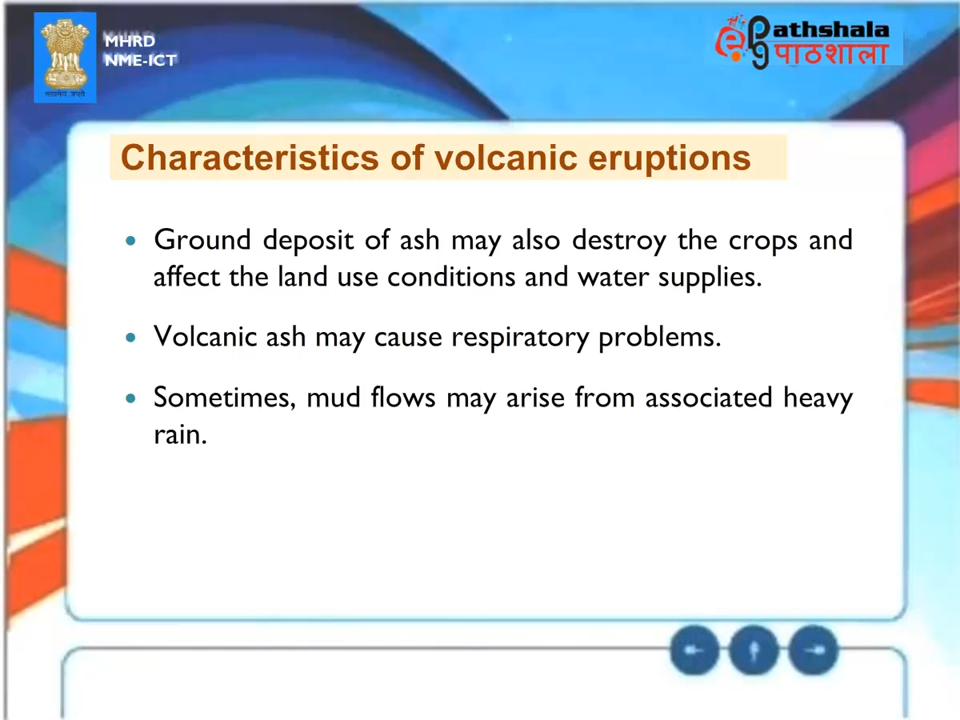 MHRD
NME-ICT
ePG Pathshala
पाठशाला
Characteristics of volcanic eruptions
• Ground deposit of ash may also destroy the crops and
affect the land use conditions and water supplies.
• Volcanic ash may cause respiratory problems.
• Sometimes, mud flows may arise from associated heavy
rain.